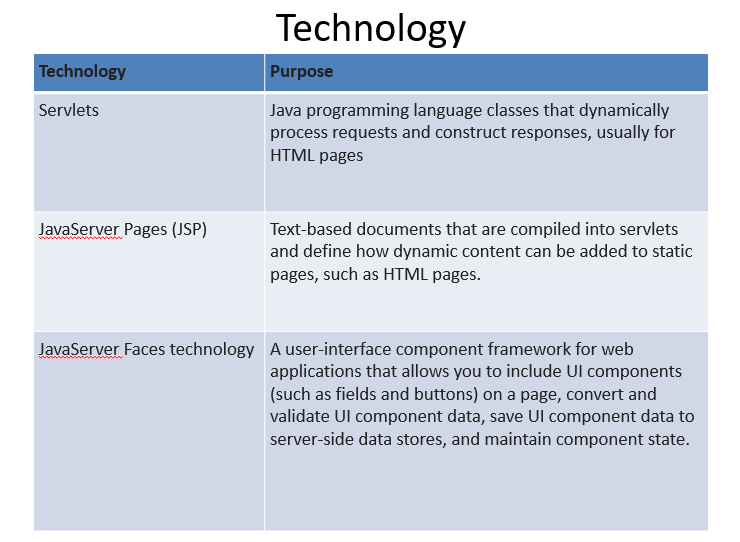 Technology
Technology
Purpose
Servlets
Java programming language classes that dynamically
process requests and construct responses, usually for
HTML pages
JavaServer Pages (JSP)
Text-based documents that are compiled into servlets
and define how dynamic content can be added to static
pages, such as HTML pages.
JavaServer Faces technology
A user-interface component framework for web
applications that allows you to include UI components
(such as fields and buttons) on a page, convert and
validate UI component data, save UI component data to
server-side data stores, and maintain component state.